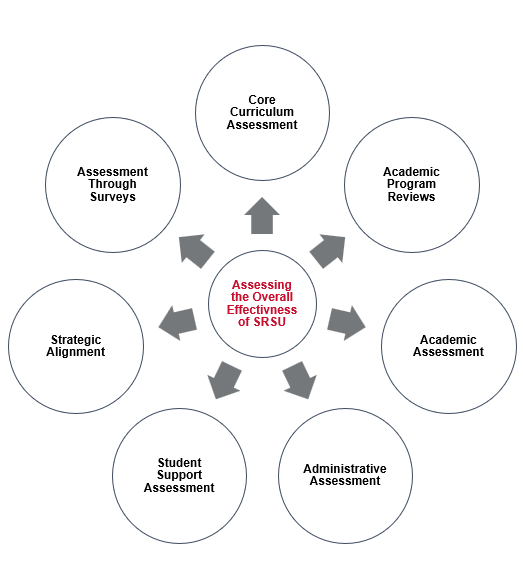 Core
Curriculum
Assessment
Academic
Program
Reviews
Academic
Assessment
Administrative
Assessment
Student
Support
Assessment
Strategic
Alignment
Assessment
Through
Surveys
Assessing
the Overall
Effectivness
of SRSU